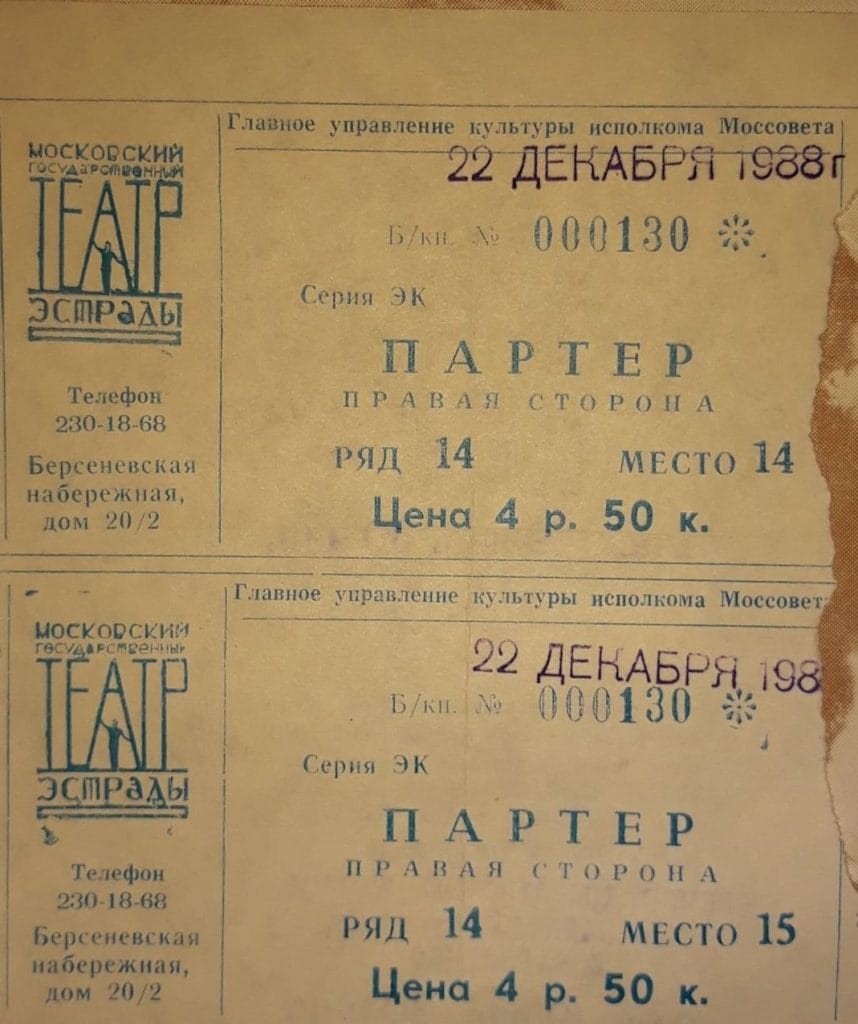 МОСКОВСКИЙ
ГОСУДАРСТВЕННЫЙ
ТЕАТР
ЭСТРАДЫ
Телефон
230-18-68
Берсеневская
набережная,
дом 20/2
Главное управление культуры исполкома Моссовета
22 ДЕКАБРЯ 1988г
Б/кн. № 000130 *
Серия ЭК
ПАРТЕР
ПРАВАЯ СТОРОНА
РЯД 14 МЕСТО 14
Цена 4 р. 50 к.
МОСКОВСКИЙ
ГОСУДАРСТВЕННЫЙ
ТЕАТР
ЭСТРАДЫ
Телефон
230-18-68
Берсеневская
набережная,
дом 20/2
Главное управление культуры исполкома Моссовет
22 ДЕКАБРЯ 198
Б/кн. № 000130 *
Серия ЭК
ПАРТЕР
ПРАВАЯ СТОРОНА
РЯД 14 МЕСТО 15
Цена 4 р. 50 к.